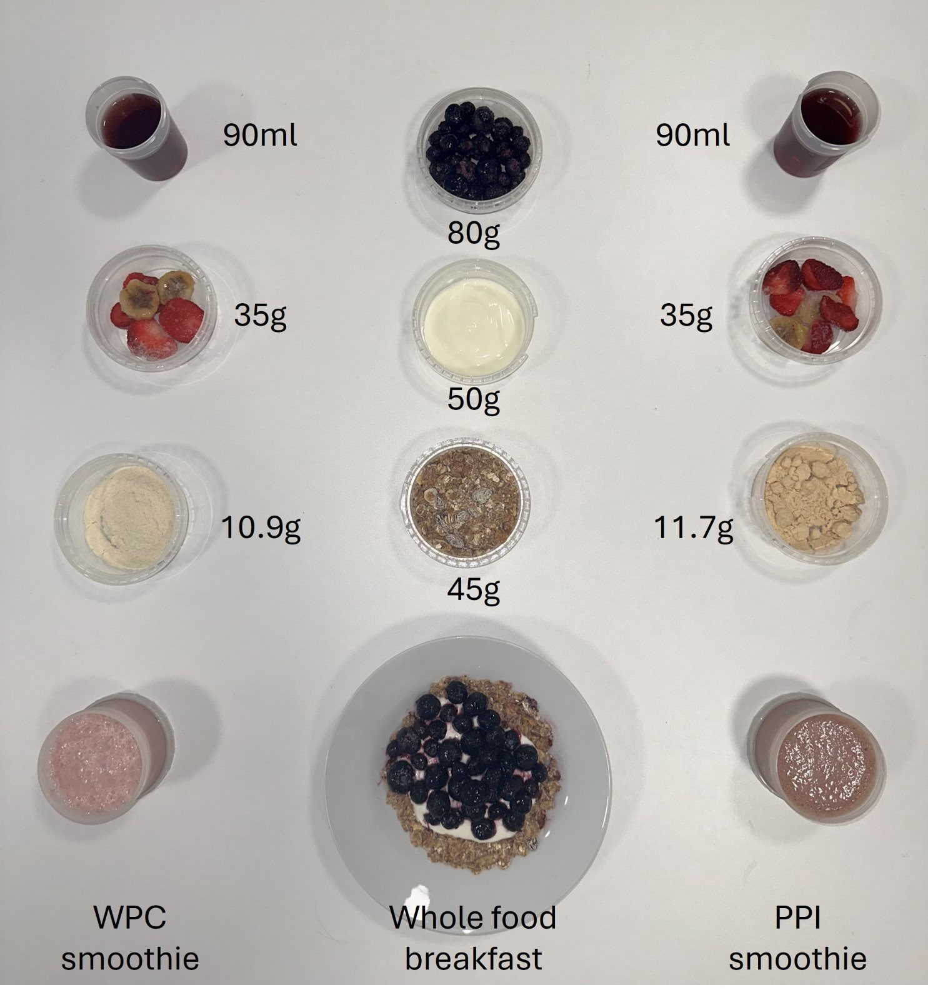 90ml
90ml
80g
35g
35g
50g
10.9g
11.7g
45g
WPC
smoothie
Whole food
breakfast
PPI
smoothie